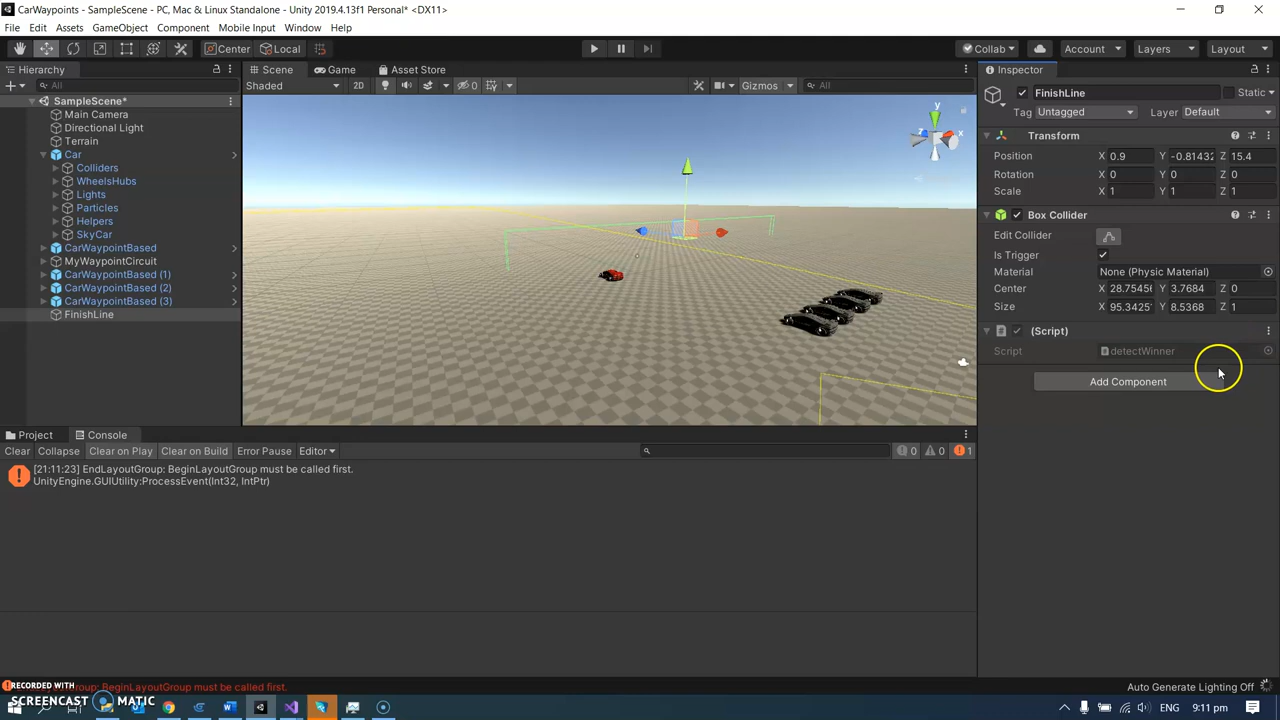 CarWaypoints - SampleScene - PC, Mac & Linux Standalone - Unity 2019.4.13f1 Personal* <DX11>
File Edit Assets GameObject Component Mobile Input Window Help
Center Local Collab Account Layers Layout
Hierarchy
All
SampleScene*
Main Camera
Directional Light
Terrain
Car
Colliders
WheelsHubs
Lights
Particles
Helpers
SkyCar
CarWaypointBased
MyWaypointCircuit
CarWaypointBased (1)
CarWaypointBased (2)
CarWaypointBased (3)
FinishLine
Scene Game Asset Store
Shaded 2D 0 Gizmos All
y
z x
Inspector
FinishLine Static
Tag Untagged Layer Default
Transform
Position X 0.9 Y -0.81432 Z 15.4
Rotation X 0 Y 0 Z 0
Scale X 1 Y 1 Z 1
Box Collider
Edit Collider
Is Trigger
Material None (Physic Material)
Center X 28.75456 Y 3.7684 Z 0
Size X 95.3425 Y 8.5368 Z 1
(Script)
Script detectWinner
Add Component
Project Console
Clear Collapse Clear on Play Clear on Build Error Pause Editor 0 0 1
[21:11:23] EndLayoutGroup: BeginLayoutGroup must be called first.
UnityEngine.GUIUtility:ProcessEvent(Int32, IntPtr)
BeginLayoutGroup must be called first.
Auto Generate Lighting Off
RECORDED WITH
SCREENCAST MATIC
ENG 9:11 pm